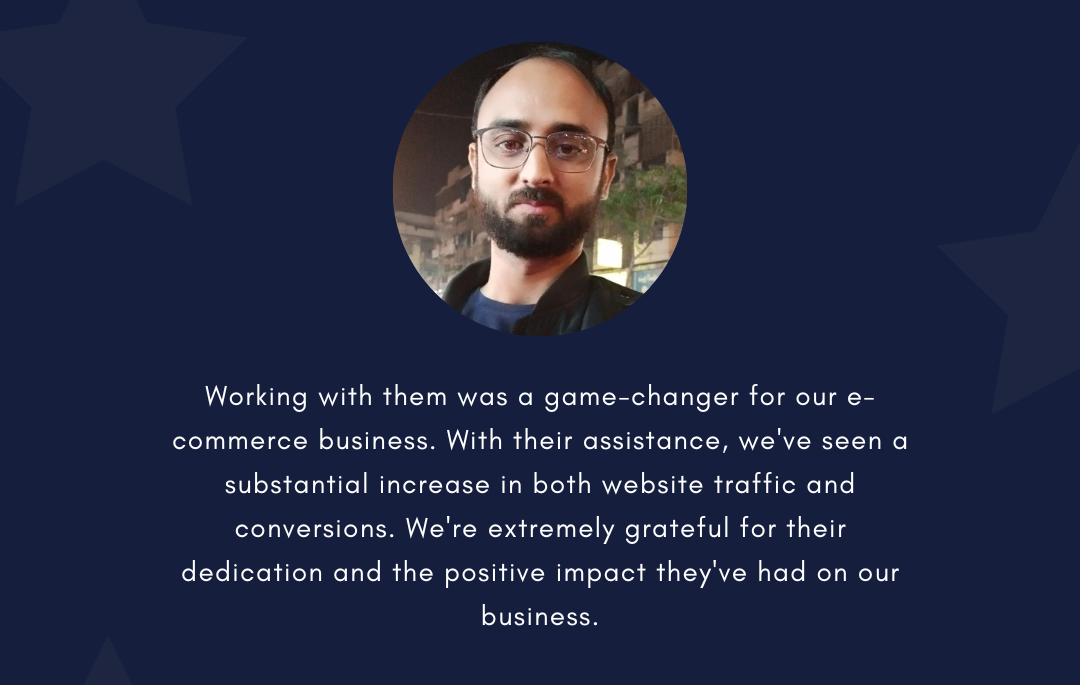 Working with them was a game-changer for our e-
commerce business. With their assistance, we've seen a
substantial increase in both website traffic and
conversions. We're extremely grateful for their
dedication and the positive impact they've had on our
business.